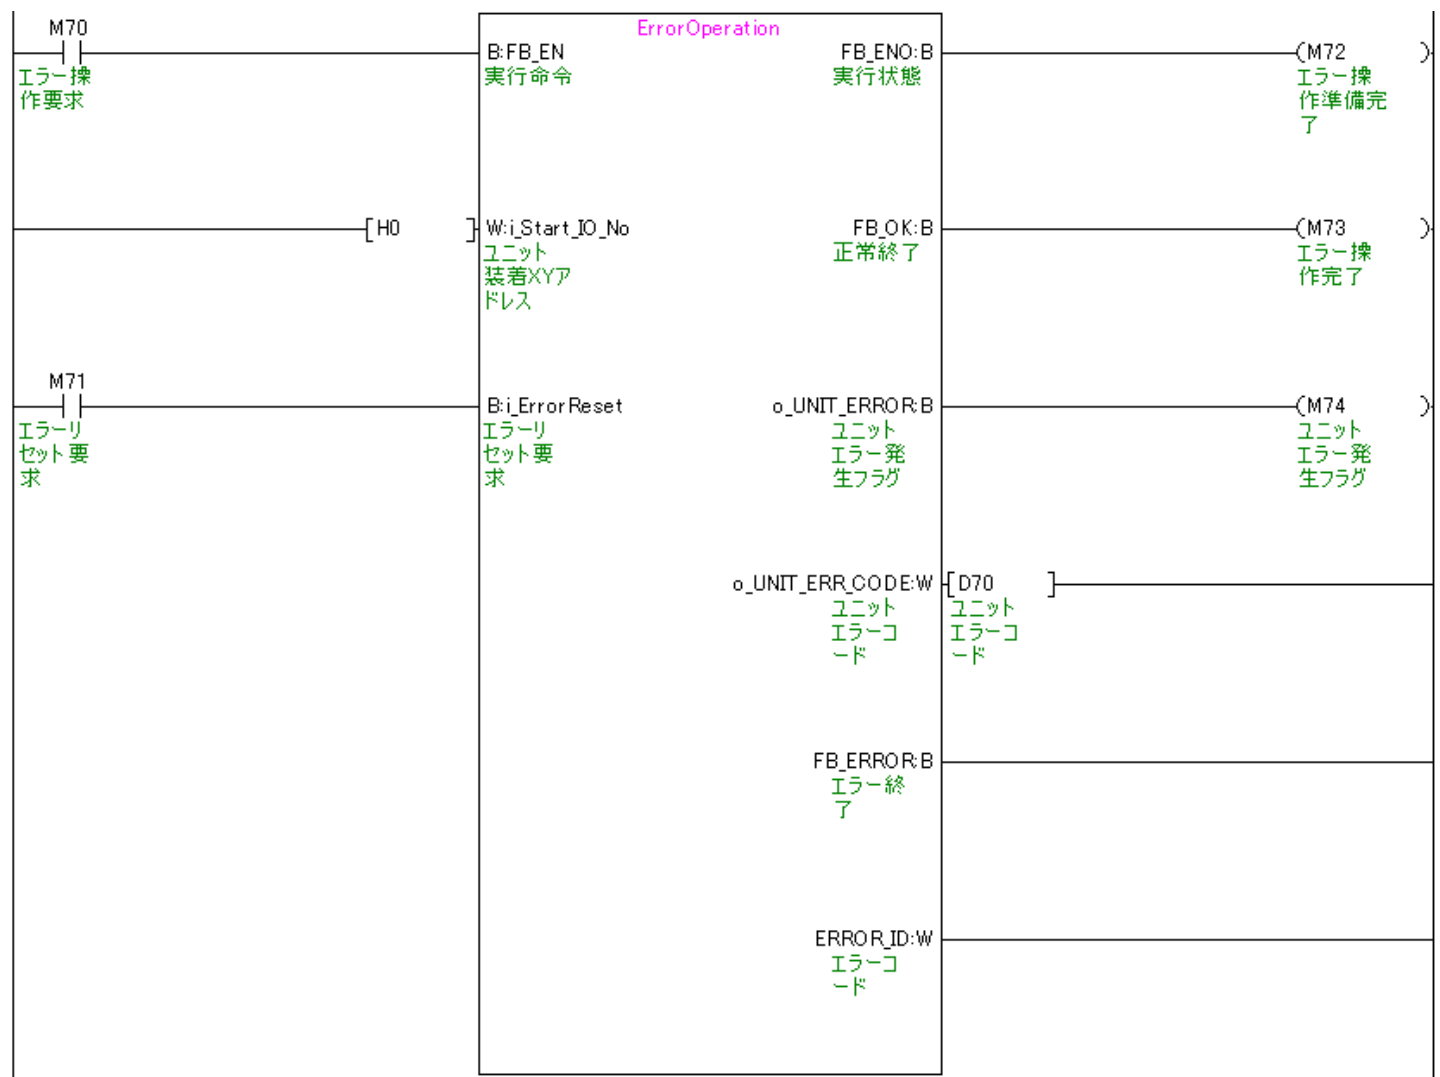 M70
ErrorOperation
B:FB_EN
FB_ENO:B
(M72 )
エラー操
作要求
実行命令
実行状態
エラー操
作準備完
了
[H0 ]
W:i_Start_IO_No
FB_OK:B
(M73 )
ユニット
装着XYア
ドレス
正常終了
エラー操
作完了
M71
B:i_ErrorReset
o_UNIT_ERROR:B
(M74 )
エラーリ
セット要
求
エラーリ
セット要
求
ユニット
エラー発
生フラグ
ユニット
エラー発
生フラグ
o_UNIT_ERR_CODE:W
[D70 ]
ユニット
エラーコ
ード
ユニット
エラーコ
ード
FB_ERROR:B
エラー終
了
ERROR_ID:W
エラーコ
ード